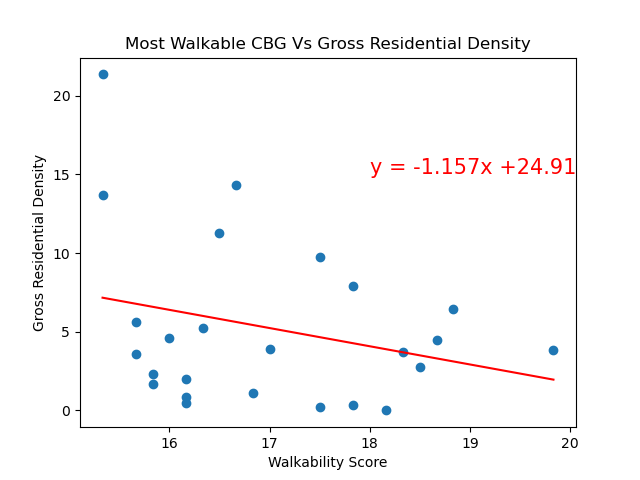 Most Walkable CBG Vs Gross Residential Density
Gross Residential Density
20
15
10
5
0
y = -1.157x +24.91
16 17 18 19 20
Walkability Score